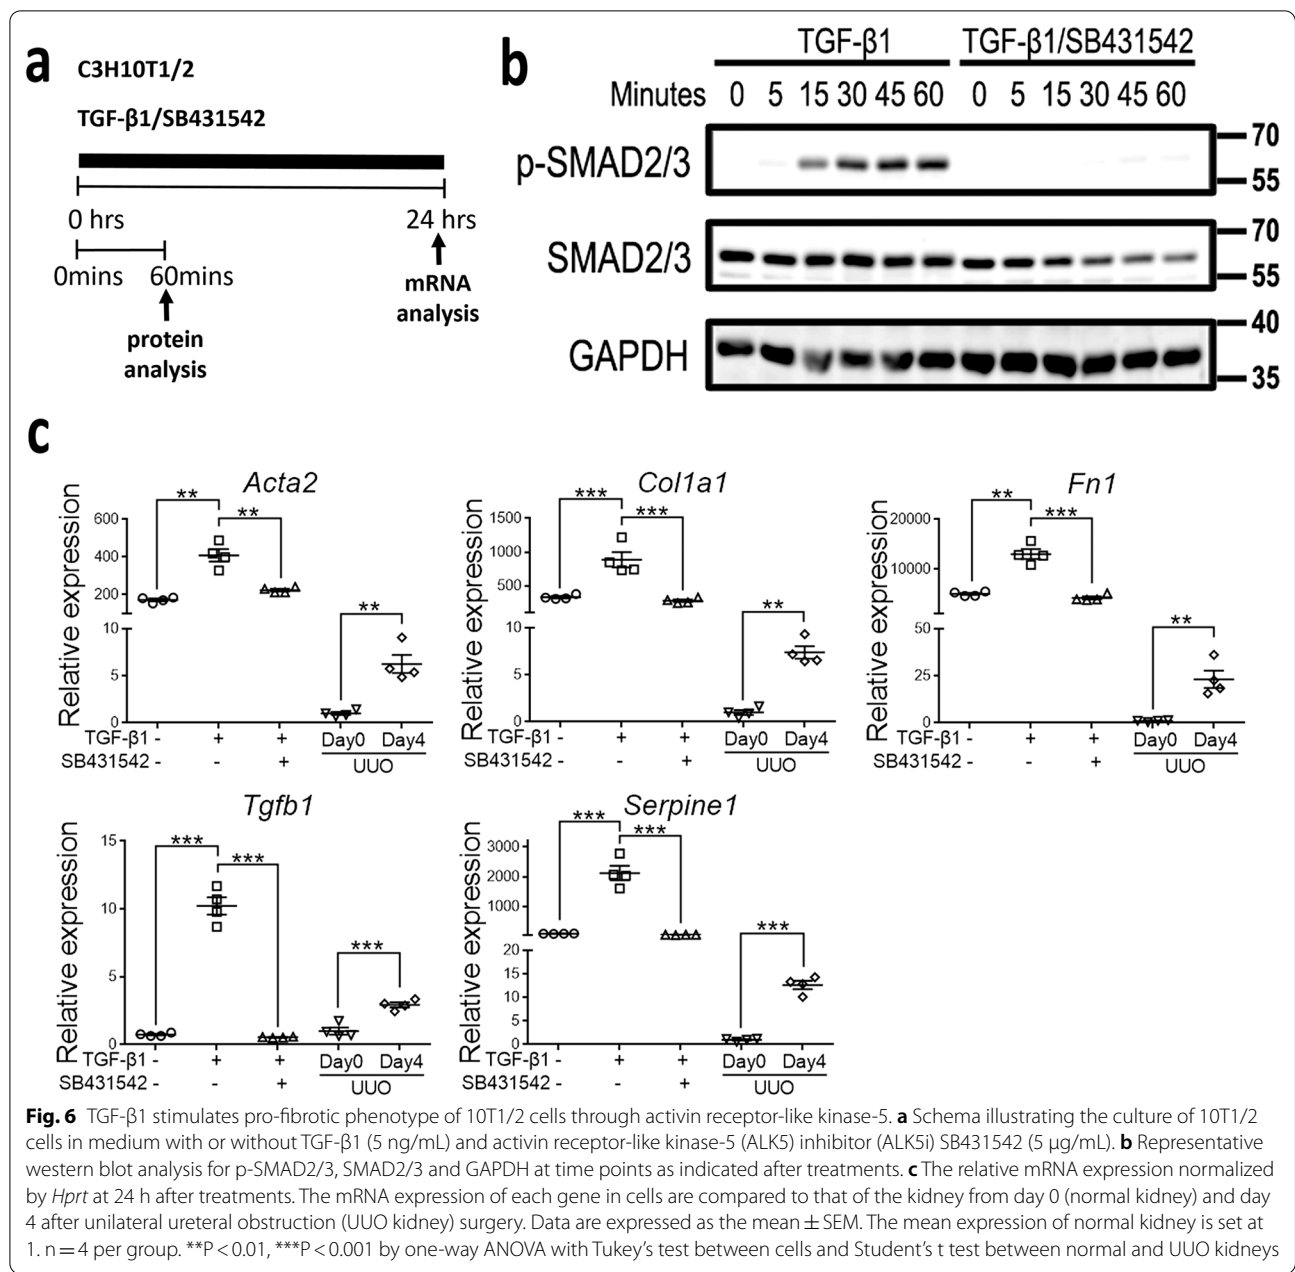 a
C3H10T1/2
TGF-β1/SB431542
0 hrs 24 hrs
0mins 60mins
mRNA
analysis
protein
analysis
b
TGF-β1 TGF-β1/SB431542
Minutes 0 5 15 30 45 60 0 5 15 30 45 60
p-SMAD2/3
70
55
SMAD2/3
70
55
GAPDH
40
35
c
Acta2
Relative expression
600
400
200
10
5
0
** ** **
TGF-β1 - + + Day0 Day4
SB431542 - - + UUO
Col1a1
Relative expression
1500
1000
500
10
5
0
*** *** **
- + + Day0 Day4
- - + UUO
Fn1
Relative expression
20000
10000
50
25
0
** *** **
TGF-β1 - + + Day0 Day4
SB431542 - - + UUO
Tgfb1
Relative expression
15
10
5
0
*** *** ***
TGF-β1 - + + Day0 Day4
SB431542 - - + UUO
Serpine1
Relative expression
3000
2000
1000
20
15
10
5
0
*** *** ***
TGF-β1 - + + Day0 Day4
SB431542 - - + UUO
Fig. 6 TGF-β1 stimulates pro-fibrotic phenotype of 10T1/2 cells through activin receptor-like kinase-5. a Schema illustrating the culture of 10T1/2
cells in medium with or without TGF-β1 (5 ng/mL) and activin receptor-like kinase-5 (ALK5) inhibitor (ALK5i) SB431542 (5 μg/mL). b Representative
western blot analysis for p-SMAD2/3, SMAD2/3 and GAPDH at time points as indicated after treatments. c The relative mRNA expression normalized
by Hprt at 24 h after treatments. The mRNA expression of each gene in cells are compared to that of the kidney from day 0 (normal kidney) and day
4 after unilateral ureteral obstruction (UUO kidney) surgery. Data are expressed as the mean ± SEM. The mean expression of normal kidney is set at
1. n = 4 per group. **P < 0.01, ***P < 0.001 by one-way ANOVA with Tukey's test between cells and Student's t test between normal and UUO kidneys